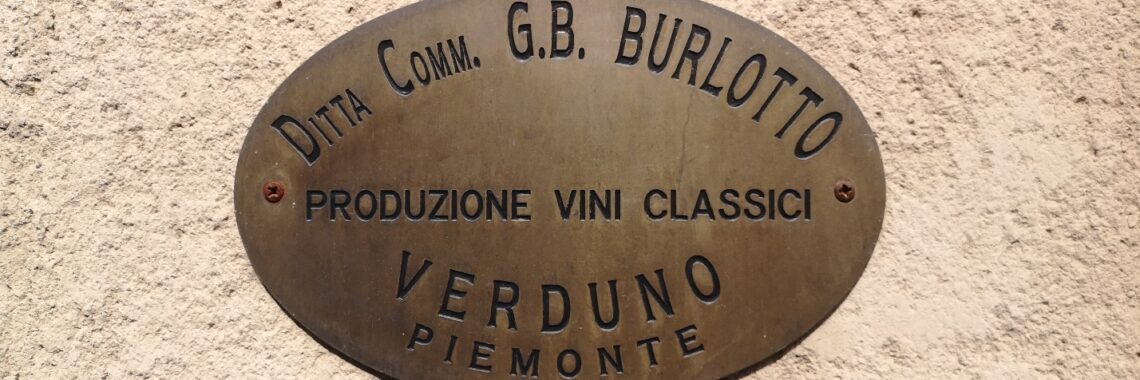 DITTA COMM. G.B. BURLOTTO
PRODUZIONE VINI CLASSICI
VERDUNO
PIEMONTE